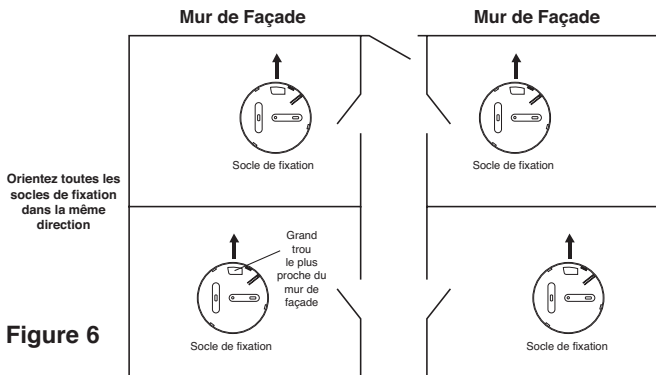 Mur de Façade
Mur de Façade
Socle de fixation
Socle de fixation
Orientez toutes les
socles de fixation
dans la même
direction
Grand
trou
le plus
proche du
mur de
façade
Socle de fixation
Socle de fixation
Figure 6